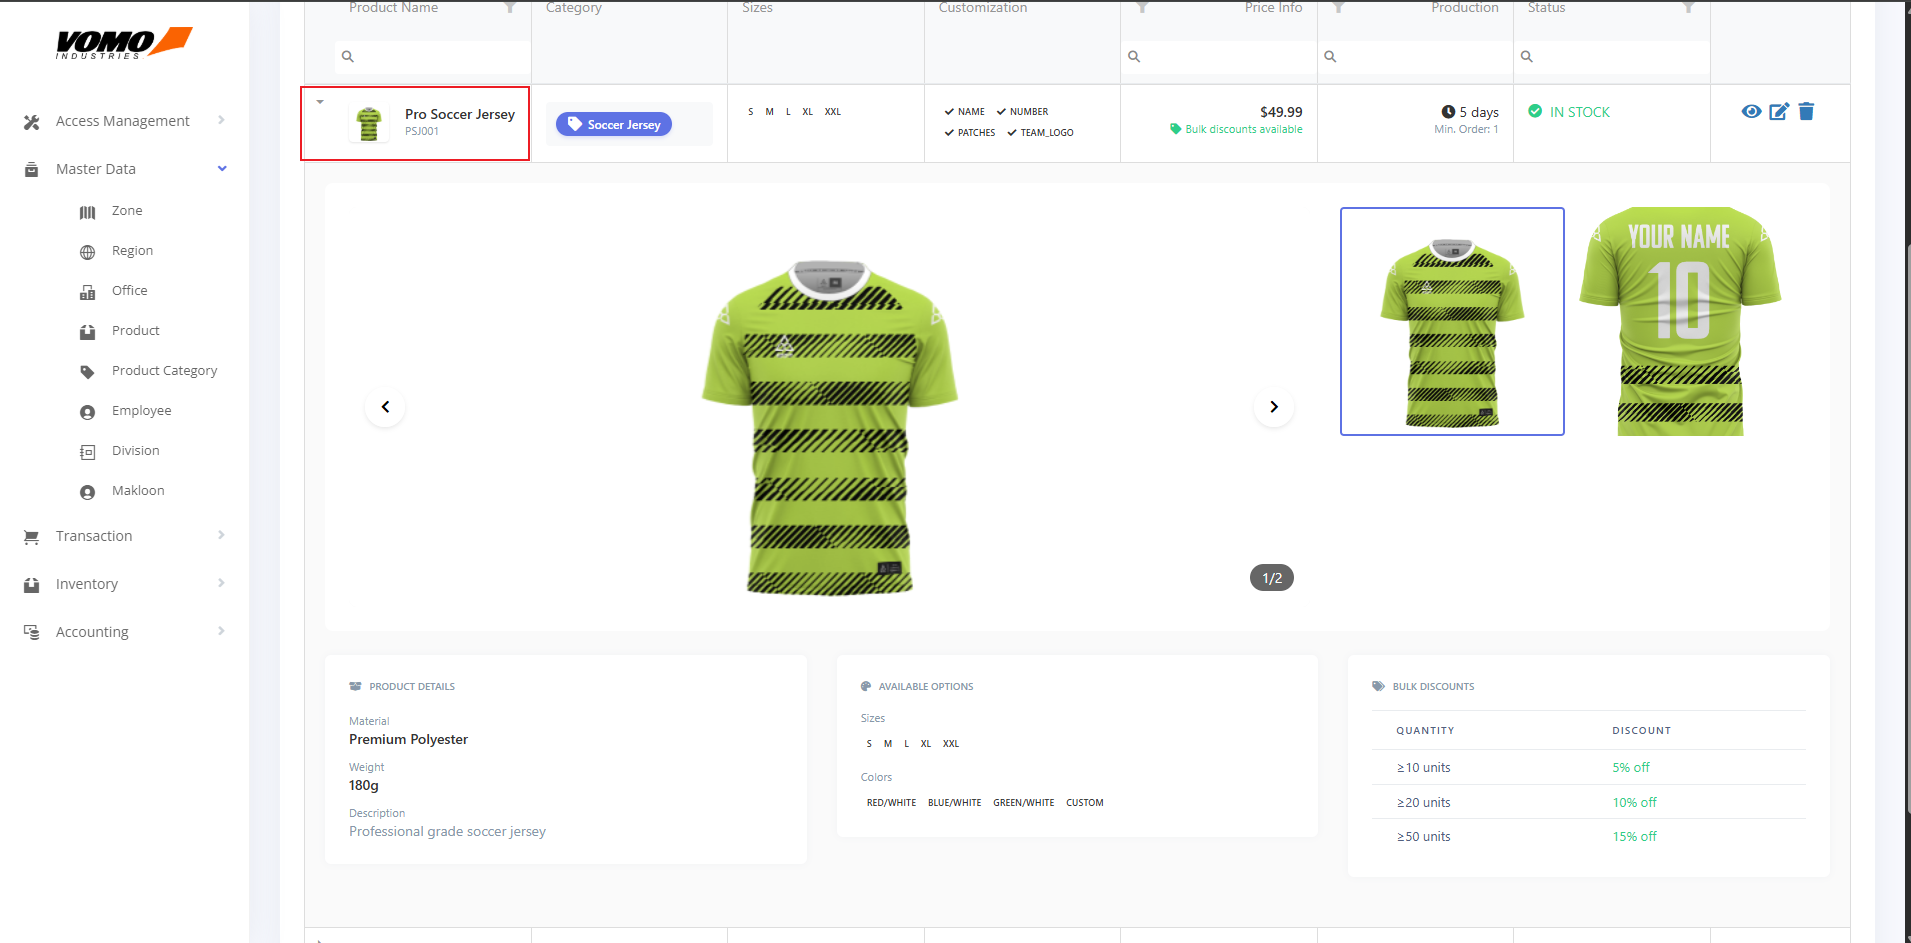 VOMO
INDUSTRIES
Access Management
Master Data
Zone
Region
Office
Product
Product Category
Employee
Division
Makloon
Transaction
Inventory
Accounting
Product Name
Category
Sizes
Customization
Price Info
Production
Status
Pro Soccer Jersey
PSJ001
Soccer Jersey
S M L XL XXL
NAME NUMBER
PATCHES TEAM_LOGO
$49.99
Bulk discounts available
5 days
Min. Order: 1
IN STOCK
YOUR NAME
10
1/2
PRODUCT DETAILS
Material
Premium Polyester
Weight
180g
Description
Professional grade soccer jersey
AVAILABLE OPTIONS
Sizes
S M L XL XXL
Colors
RED/WHITE BLUE/WHITE GREEN/WHITE CUSTOM
BULK DISCOUNTS
QUANTITY DISCOUNT
≥10 units 5% off
≥20 units 10% off
≥50 units 15% off